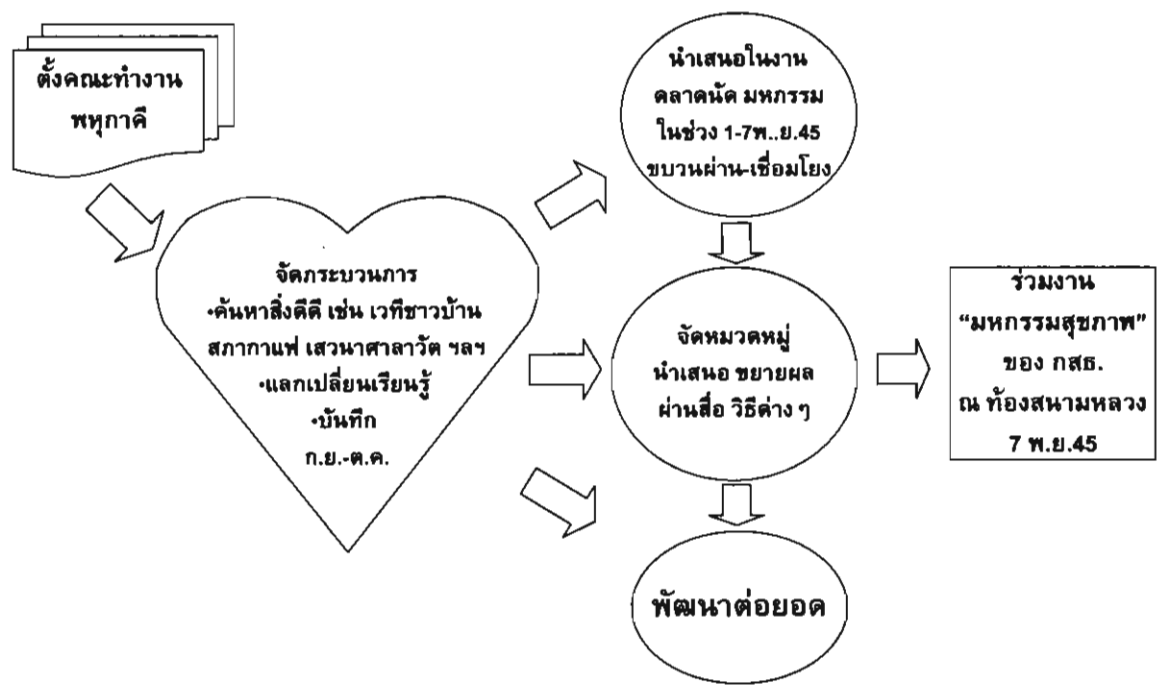 ตั้งคณะทำงาน
พหุภาคี
จัดกระบวนการ
•ค้นหาสิ่งดีดี เช่น เวทีชาวบ้าน
สภากาแฟ เสวนาศาลาวัด ฯลฯ
•แลกเปลี่ยนเรียนรู้
•บันทึก
ก.ย.-ต.ค.
นำเสนอในงาน
ตลาดนัด มหกรรม
ในช่วง 1-7พ..ย.45
ขบวนผ่าน-เชื่อมโยง
จัดหมวดหมู่
นำเสนอ ขยายผล
ผ่านสื่อ วิธีต่าง ๆ
พัฒนาต่อยอด
ร่วมงาน
“มหกรรมสุขภาพ”
ของ กสธ.
ณ ท้องสนามหลวง
7 พ.ย.45